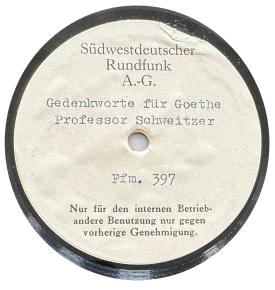 Südwestdeutscher
Rundfunk
A.-G.
Gedenkworte für Goethe
Professor Schweitzer
Ffm. 397
Nur für den internen Betrieb-
andere Benutzung nur gegen
vorherige Genehmigung.